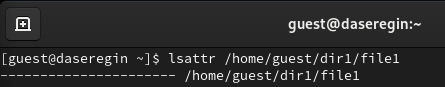 guest@daseregin:~
[guest@daseregin ~]$ lsattr /home/guest/dir1/file1
---------------------- /home/guest/dir1/file1